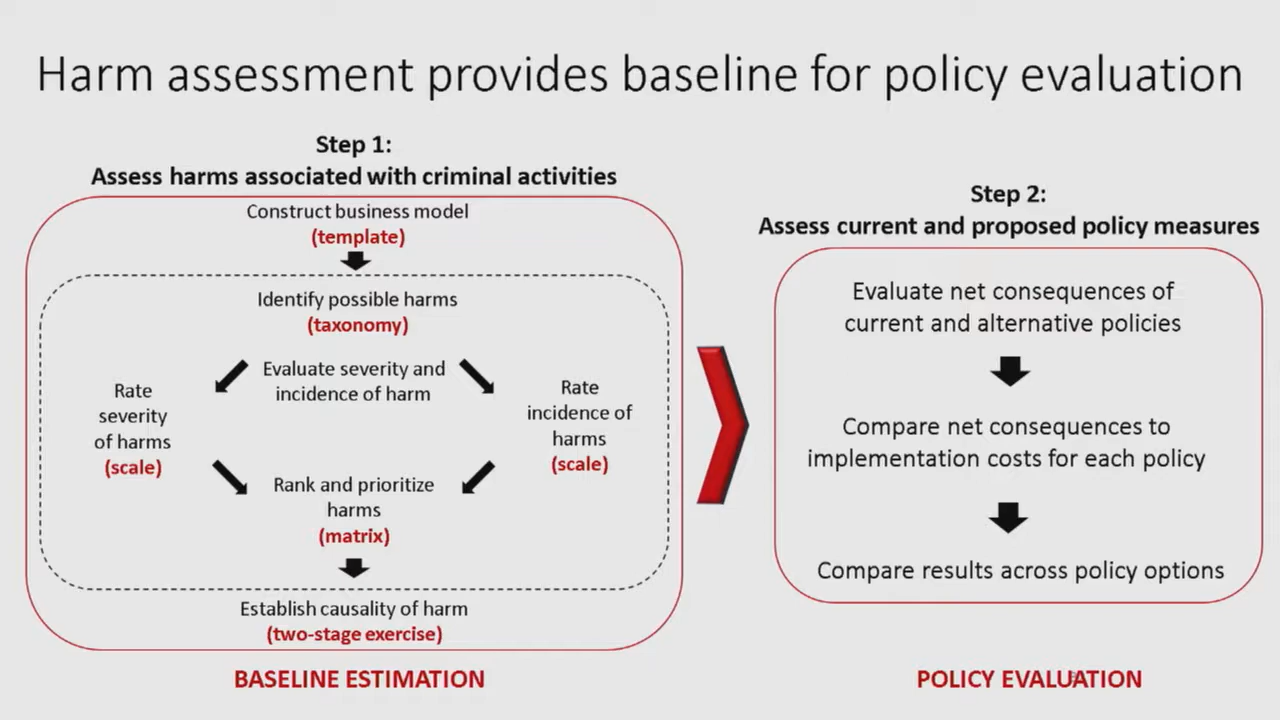 Harm assessment provides baseline for policy evaluation
Step 1:
Assess harms associated with criminal activities
Construct business model
(template)
Identify possible harms
(taxonomy)
Evaluate severity and
incidence of harm
Rate
severity
of harms
(scale)
Rate
incidence of
harms
(scale)
Rank and prioritize
harms
(matrix)
Establish causality of harm
(two-stage exercise)
BASELINE ESTIMATION
Step 2:
Assess current and proposed policy measures
Evaluate net consequences of
current and alternative policies
Compare net consequences to
implementation costs for each policy
Compare results across policy options
POLICY EVALUATION